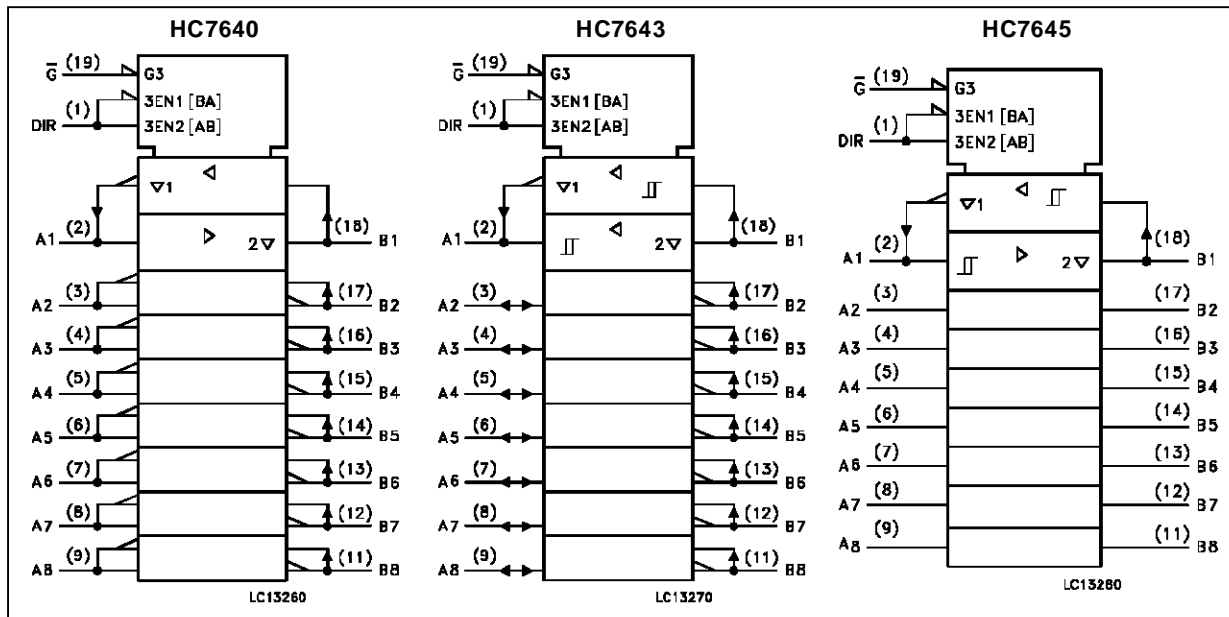 HC7640
G (19)
G3
3EN1 [BA]
DIR (1)
3EN2 [AB]
▽1
A1 (2)
2▽
(18) B1
A2 (3)
(17) B2
A3 (4)
(16) B3
A4 (5)
(15) B4
A5 (6)
(14) B5
A6 (7)
(13) B6
A7 (8)
(12) B7
A8 (9)
(11) B8
LC13260
HC7643
G (19)
G3
3EN1 [BA]
DIR (1)
3EN2 [AB]
▽1
A1 (2)
2▽
(18) B1
A2 (3)
(17) B2
A3 (4)
(16) B3
A4 (5)
(15) B4
A5 (6)
(14) B5
A6 (7)
(13) B6
A7 (8)
(12) B7
A8 (9)
(11) B8
LC13270
HC7645
G (19)
G3
3EN1 [BA]
DIR (1)
3EN2 [AB]
▽1
A1 (2)
2▽
(18) B1
A2 (3)
(17) B2
A3 (4)
(16) B3
A4 (5)
(15) B4
A5 (6)
(14) B5
A6 (7)
(13) B6
A7 (8)
(12) B7
A8 (9)
(11) B8
LC13280